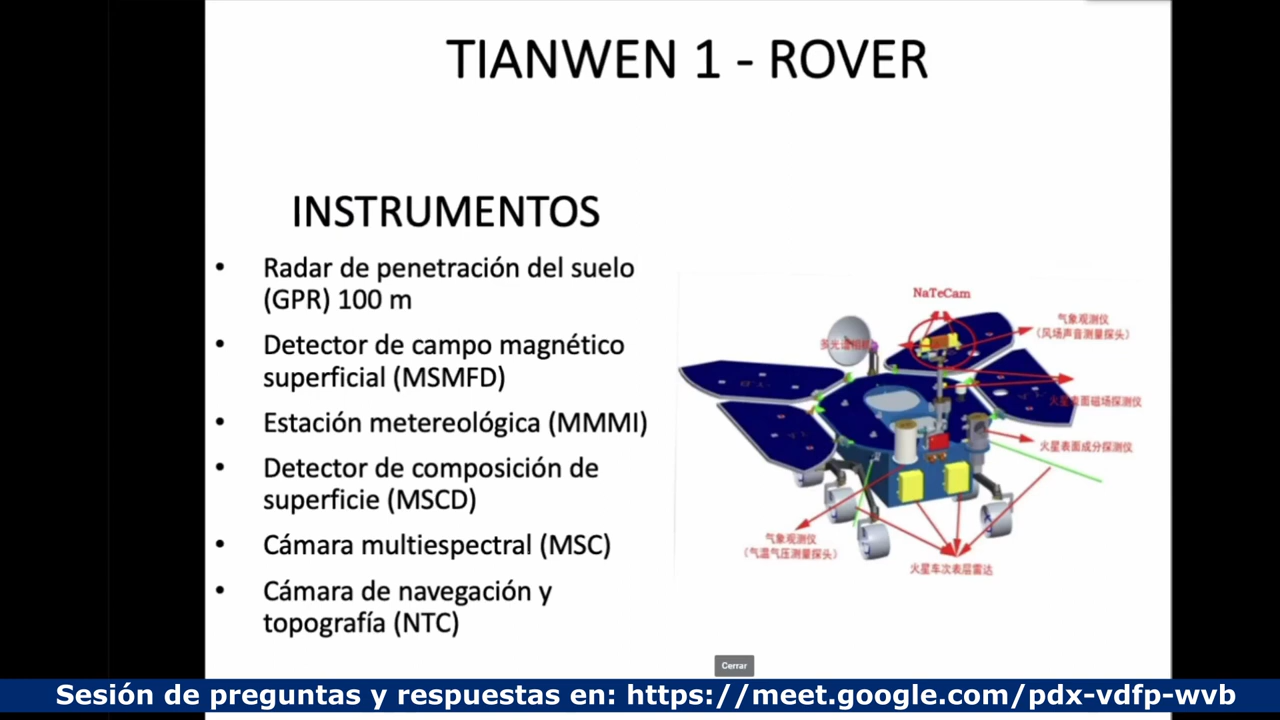 TIANWEN 1 - ROVER
INSTRUMENTOS
• Radar de penetración del suelo
(GPR) 100 m
• Detector de campo magnético
superficial (MSMFD)
• Estación metereológica (MMMI)
• Detector de composición de
superficie (MSCD)
• Cámara multiespectral (MSC)
• Cámara de navegación y
topografía (NTC)
NaTeCam
气象观测仪
(风场声音测量探头)
多光谱相机
火星表面磁场探测仪
火星表面成分探测仪
气象观测仪
(气温气压测量探头)
火星车次表层雷达
Cerrar
Sesión de preguntas y respuestas en: https://meet.google.com/pdx-vdfp-wvb